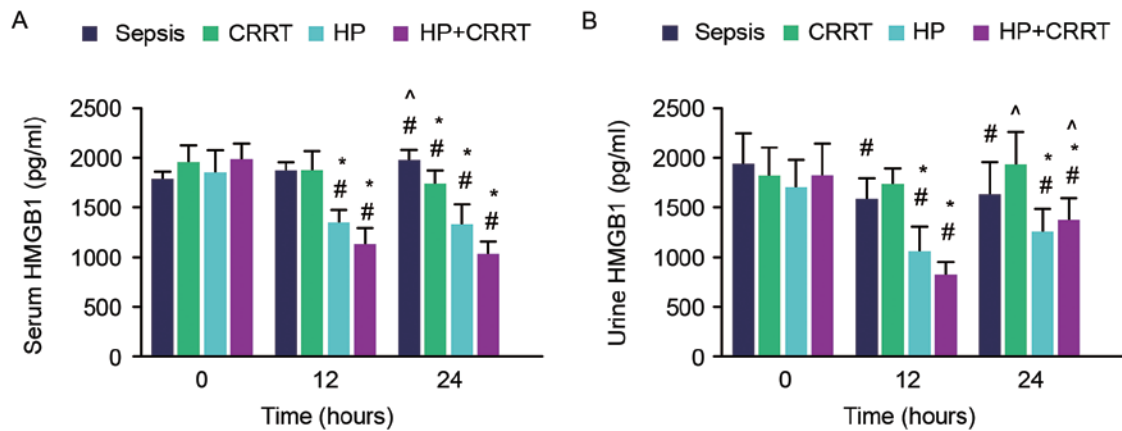 A
Sepsis CRRT HP HP+CRRT
Serum HMGB1 (pg/ml)
2500
2000
1500
1000
500
0
^
# * #
* # * # * # * #
0 12 24
Time (hours)
B
Sepsis CRRT HP HP+CRRT
Urine HMGB1 (pg/ml)
2500
2000
1500
1000
500
0
# * # * # # ^ * # ^ * #
0 12 24
Time (hours)